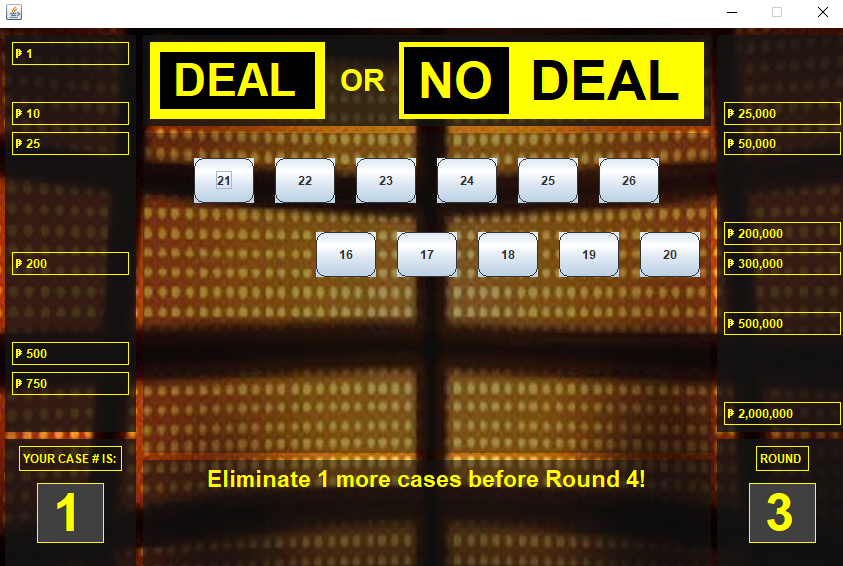 DEAL OR NO DEAL
₱ 1
₱ 10
₱ 25
₱ 200
₱ 500
₱ 750
21 22 23 24 25 26
16 17 18 19 20
₱ 25,000
₱ 50,000
₱ 200,000
₱ 300,000
₱ 500,000
₱ 2,000,000
YOUR CASE # IS:
1
Eliminate 1 more cases before Round 4!
ROUND
3